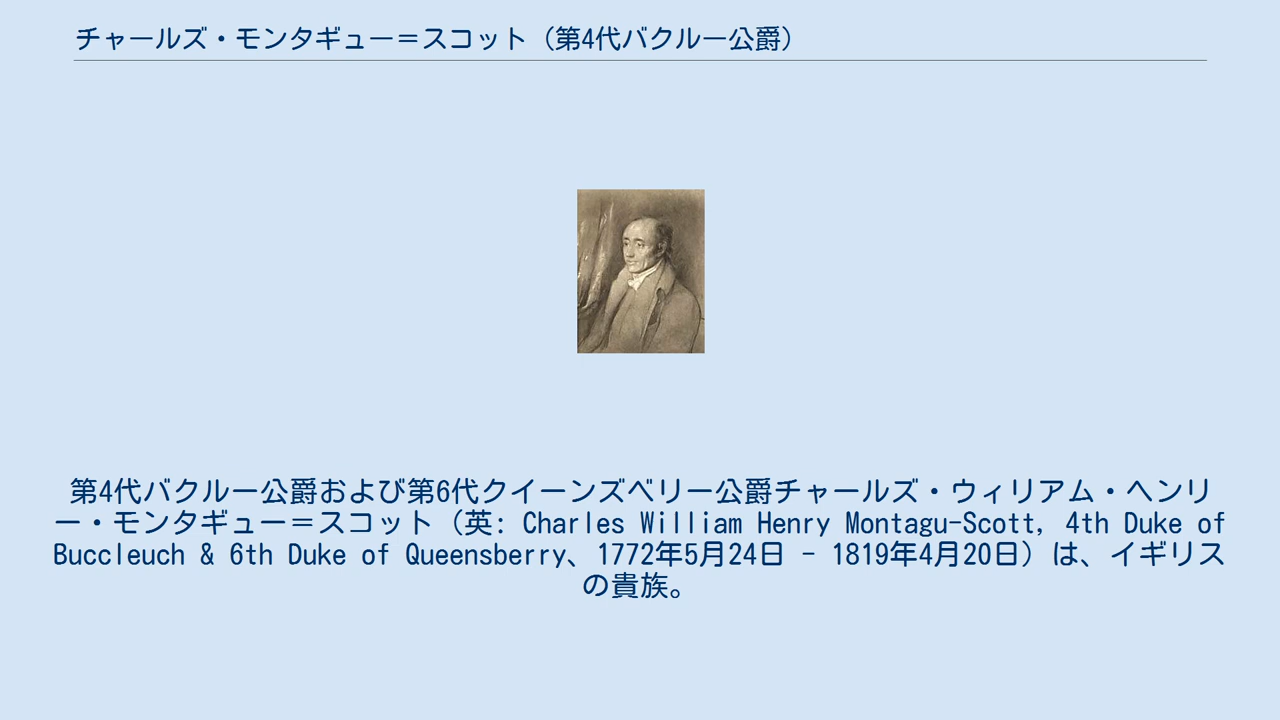 チャールズ・モンタギュー＝スコット（第4代バクルー公爵）
第4代バクルー公爵および第6代クイーンズベリー公爵チャールズ・ウィリアム・ヘンリ
ー・モンタギュー＝スコット（英: Charles William Henry Montagu-Scott, 4th Duke of
Buccleuch & 6th Duke of Queensberry、1772年5月24日 - 1819年4月20日）は、イギリス
の貴族。